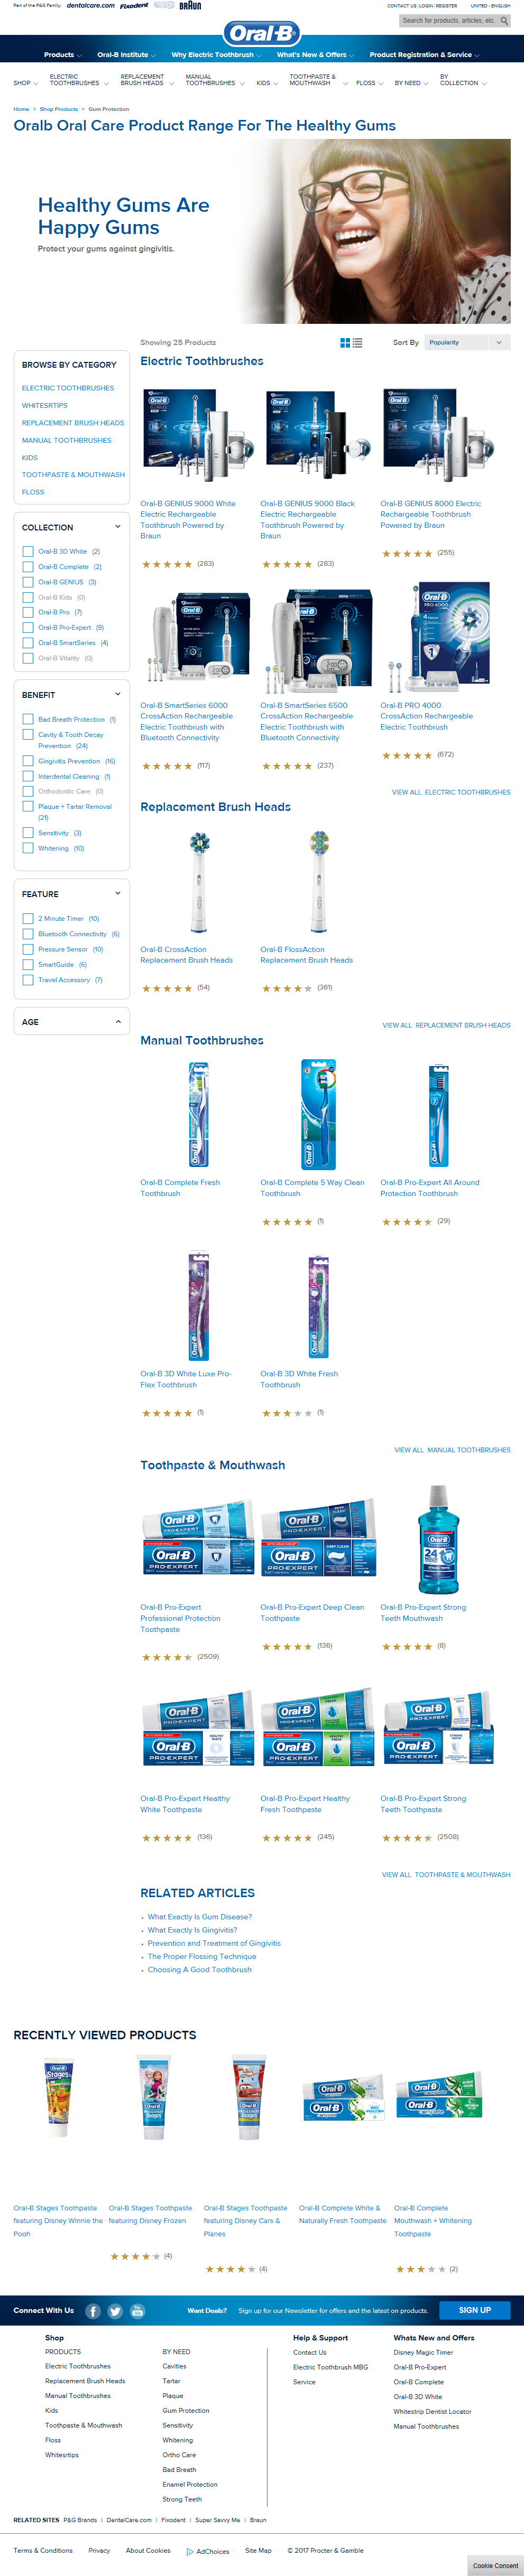 Part of the P&G Family
dentalcare.com
Fixodent
BRAUN
CONTACT US LOGIN | REGISTER
UNITED - ENGLISH
Search for products, articles, etc.
Oral-B
Products
Oral-B Institute
Why Electric Toothbrush
What's New & Offers
Product Registration & Service
SHOP
ELECTRIC TOOTHBRUSHES
REPLACEMENT BRUSH HEADS
MANUAL TOOTHBRUSHES
KIDS
TOOTHPASTE & MOUTHWASH
FLOSS
BY NEED
BY COLLECTION
Home > Shop Products > Gum Protection
Oralb Oral Care Product Range For The Healthy Gums
Healthy Gums Are
Happy Gums
Protect your gums against gingivitis.
Showing 25 Products
Sort By
Popularity
BROWSE BY CATEGORY
ELECTRIC TOOTHBRUSHES
WHITESRTIPS
REPLACEMENT BRUSH HEADS
MANUAL TOOTHBRUSHES
KIDS
TOOTHPASTE & MOUTHWASH
FLOSS
COLLECTION
Oral-B 3D White (2)
Oral-B Complete (2)
Oral-B GENIUS (3)
Oral-B Kids (0)
Oral-B Pro (7)
Oral-B Pro-Expert (9)
Oral-B SmartSeries (4)
Oral-B Vitality (0)
BENEFIT
Bad Breath Protection (1)
Cavity & Tooth Decay
Prevention (24)
Gingivitis Prevention (16)
Interdental Cleaning (1)
Orthodontic Care (0)
Plaque + Tartar Removal
(21)
Sensitivity (3)
Whitening (10)
FEATURE
2 Minute Timer (10)
Bluetooth Connectivity (6)
Pressure Sensor (10)
SmartGuide (6)
Travel Accessory (7)
AGE
Electric Toothbrushes
Oral-B GENIUS 9000 White
Electric Rechargeable
Toothbrush Powered by
Braun
(283)
Oral-B GENIUS 9000 Black
Electric Rechargeable
Toothbrush Powered by
Braun
(283)
Oral-B GENIUS 8000 Electric
Rechargeable Toothbrush
Powered by Braun
(255)
Oral-B SmartSeries 6000
CrossAction Rechargeable
Electric Toothbrush with
Bluetooth Connectivity
(117)
Oral-B SmartSeries 6500
CrossAction Rechargeable
Electric Toothbrush with
Bluetooth Connectivity
(237)
PRO 4000
Oral-B PRO 4000
CrossAction Rechargeable
Electric Toothbrush
(672)
VIEW ALL ELECTRIC TOOTHBRUSHES
Replacement Brush Heads
Oral-B CrossAction
Replacement Brush Heads
(54)
Oral-B FlossAction
Replacement Brush Heads
(361)
VIEW ALL REPLACEMENT BRUSH HEADS
Manual Toothbrushes
Oral-B Complete Fresh
Toothbrush
Oral-B Complete 5 Way Clean
Toothbrush
(1)
Oral-B Pro-Expert All Around
Protection Toothbrush
(29)
Oral-B 3D White Luxe Pro-
Flex Toothbrush
(1)
Oral-B 3D White Fresh
Toothbrush
(1)
VIEW ALL MANUAL TOOTHBRUSHES
Toothpaste & Mouthwash
Oral-B Pro-Expert
Professional Protection
Toothpaste
(2509)
Oral-B Pro-Expert Deep Clean
Toothpaste
(136)
Oral-B Pro-Expert Strong
Teeth Mouthwash
(8)
Oral-B Pro-Expert Healthy
White Toothpaste
(136)
Oral-B Pro-Expert Healthy
Fresh Toothpaste
(245)
Oral-B Pro-Expert Strong
Teeth Toothpaste
(2508)
VIEW ALL TOOTHPASTE & MOUTHWASH
RELATED ARTICLES
What Exactly Is Gum Disease?
What Exactly Is Gingivitis?
Prevention and Treatment of Gingivitis
The Proper Flossing Technique
Choosing A Good Toothbrush
RECENTLY VIEWED PRODUCTS
Oral-B Stages Toothpaste
featuring Disney Winnie the
Pooh
Oral-B Stages Toothpaste
featuring Disney Frozen
(4)
Oral-B Stages Toothpaste
featuring Disney Cars &
Planes
(4)
Oral-B Complete White &
Naturally Fresh Toothpaste
Oral-B Complete
Mouthwash + Whitening
Toothpaste
(2)
Connect With Us
Want Deals? Sign up for our Newsletter for offers and the latest on products.
SIGN UP
Shop
PRODUCTS
Electric Toothbrushes
Replacement Brush Heads
Manual Toothbrushes
Kids
Toothpaste & Mouthwash
Floss
Whitesrtips
BY NEED
Cavities
Tartar
Plaque
Gum Protection
Sensitivity
Whitening
Ortho Care
Bad Breath
Enamel Protection
Strong Teeth
Help & Support
Contact Us
Electric Toothbrush MBG
Service
Whats New and Offers
Disney Magic Timer
Oral-B Pro-Expert
Oral-B Complete
Oral-B 3D White
Whitestrip Dentist Locator
Manual Toothbrushes
RELATED SITES P&G Brands | DentalCare.com | Fixodent | Super Savvy Me | Braun
Terms & Conditions
Privacy
About Cookies
AdChoices
Site Map
© 2017 Procter & Gamble
Cookie Consent